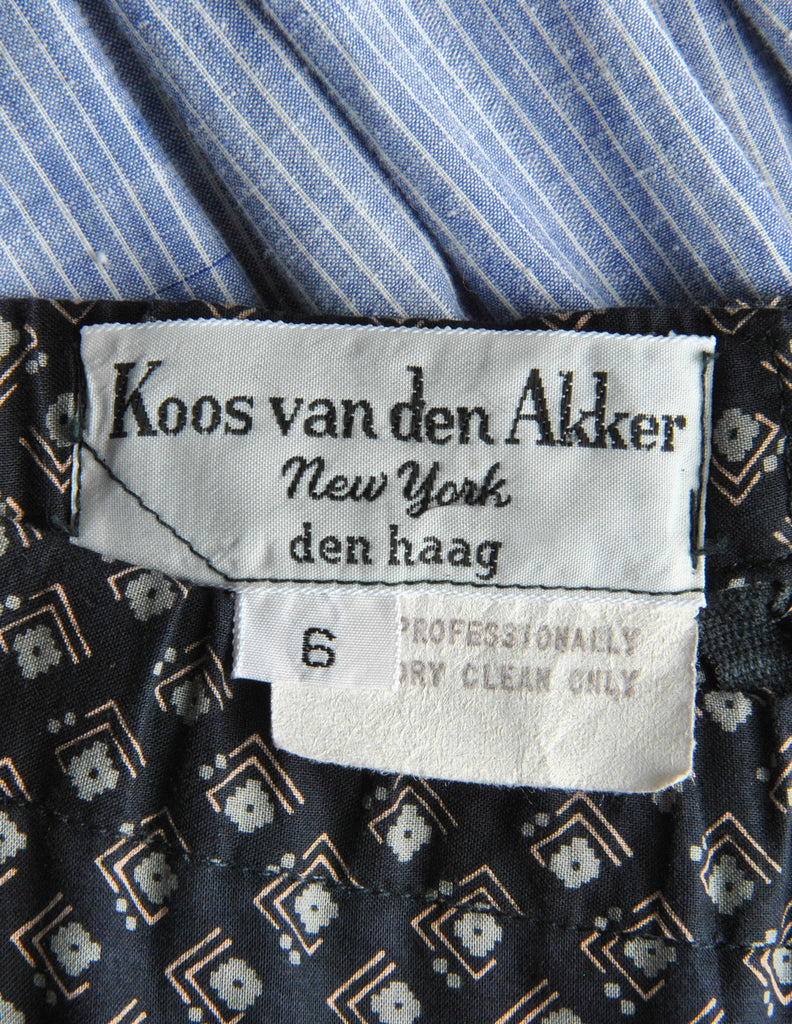 Koos van den Akker
New York
den haag
6
PROFESSIONALLY
DRY CLEAN ONLY